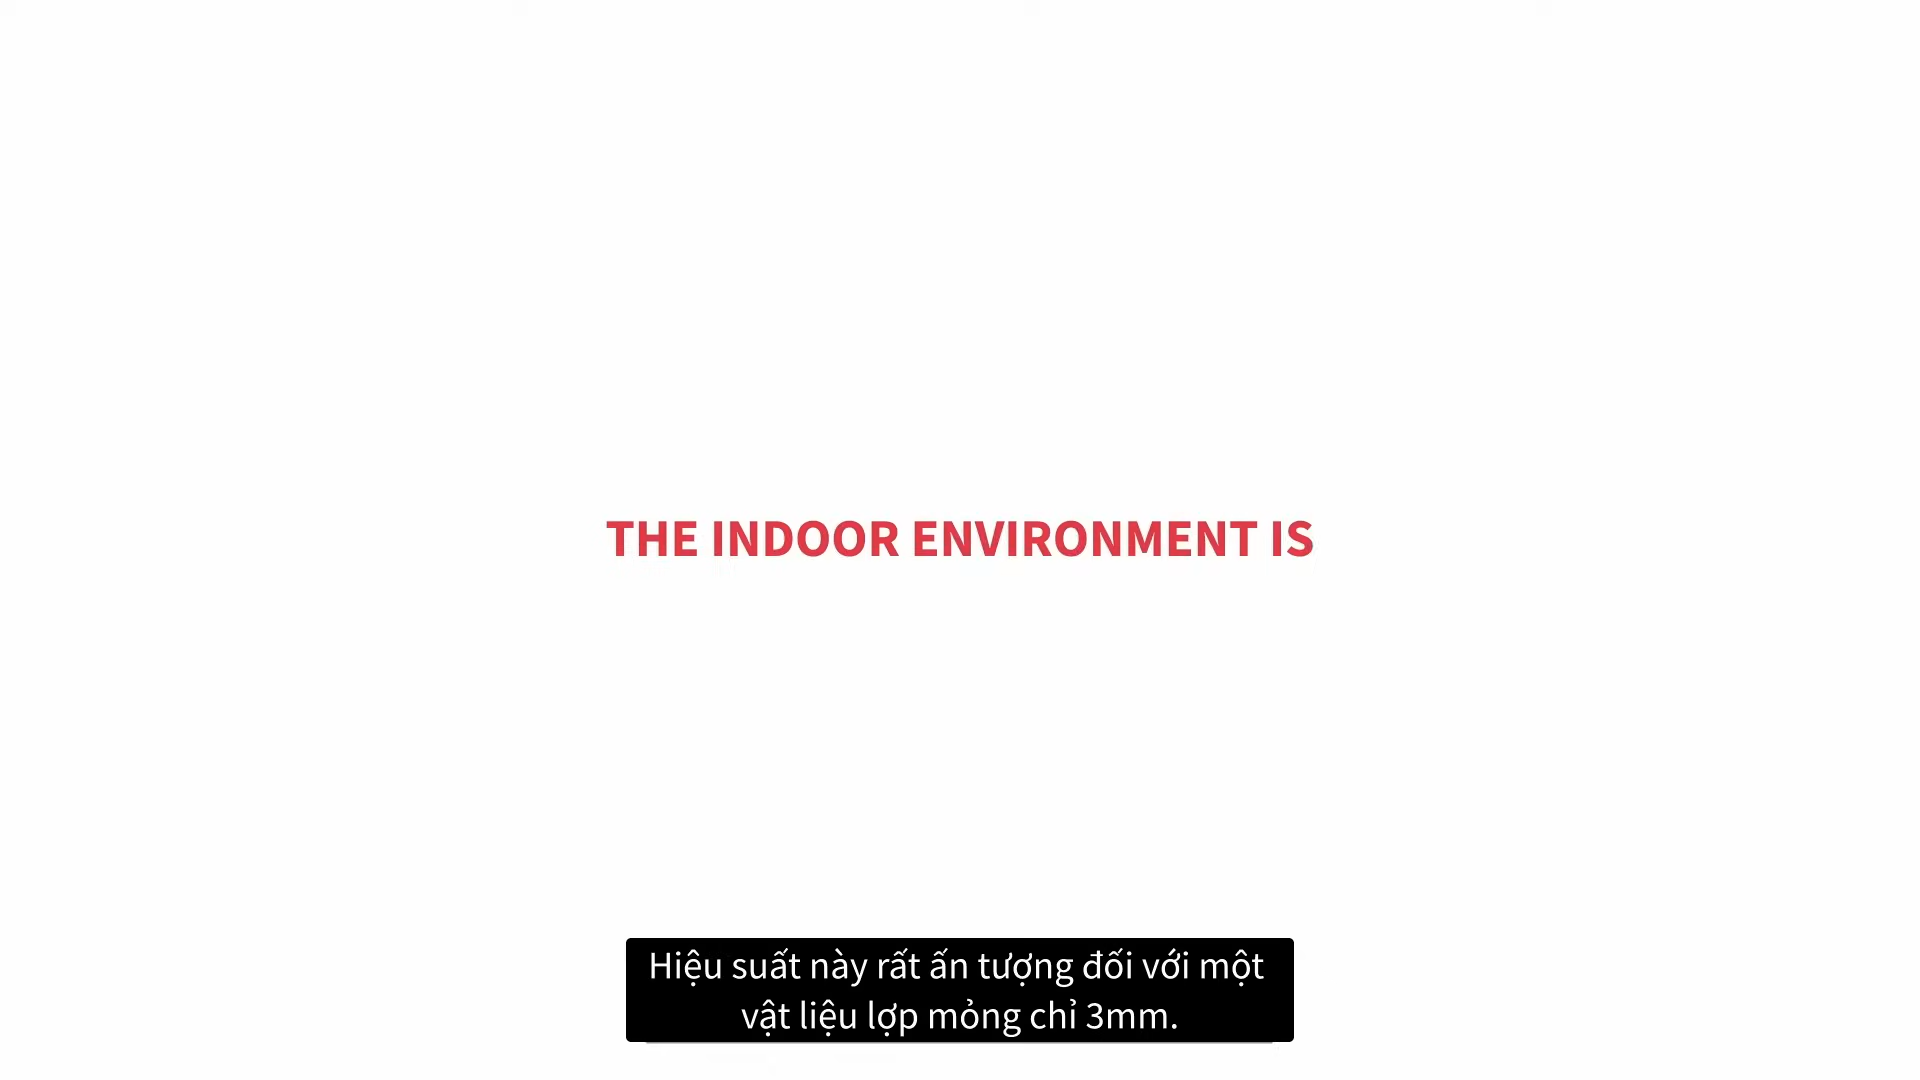 THE INDOOR ENVIRONMENT IS
Hiệu suất này rất ấn tượng đối với một
vật liệu lợp mỏng chỉ 3mm.